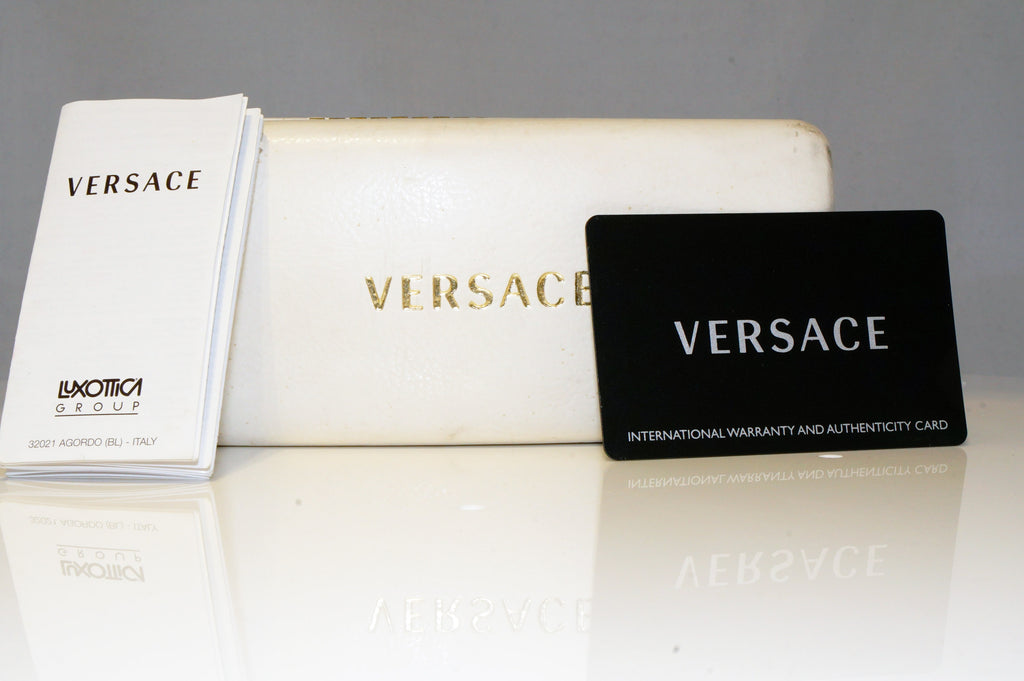 VERSACE
LUXOTTICA
GROUP
32021 AGORDO (BL) - ITALY
VERSACE
VERSACE
INTERNATIONAL WARRANTY AND AUTHENTICITY CARD